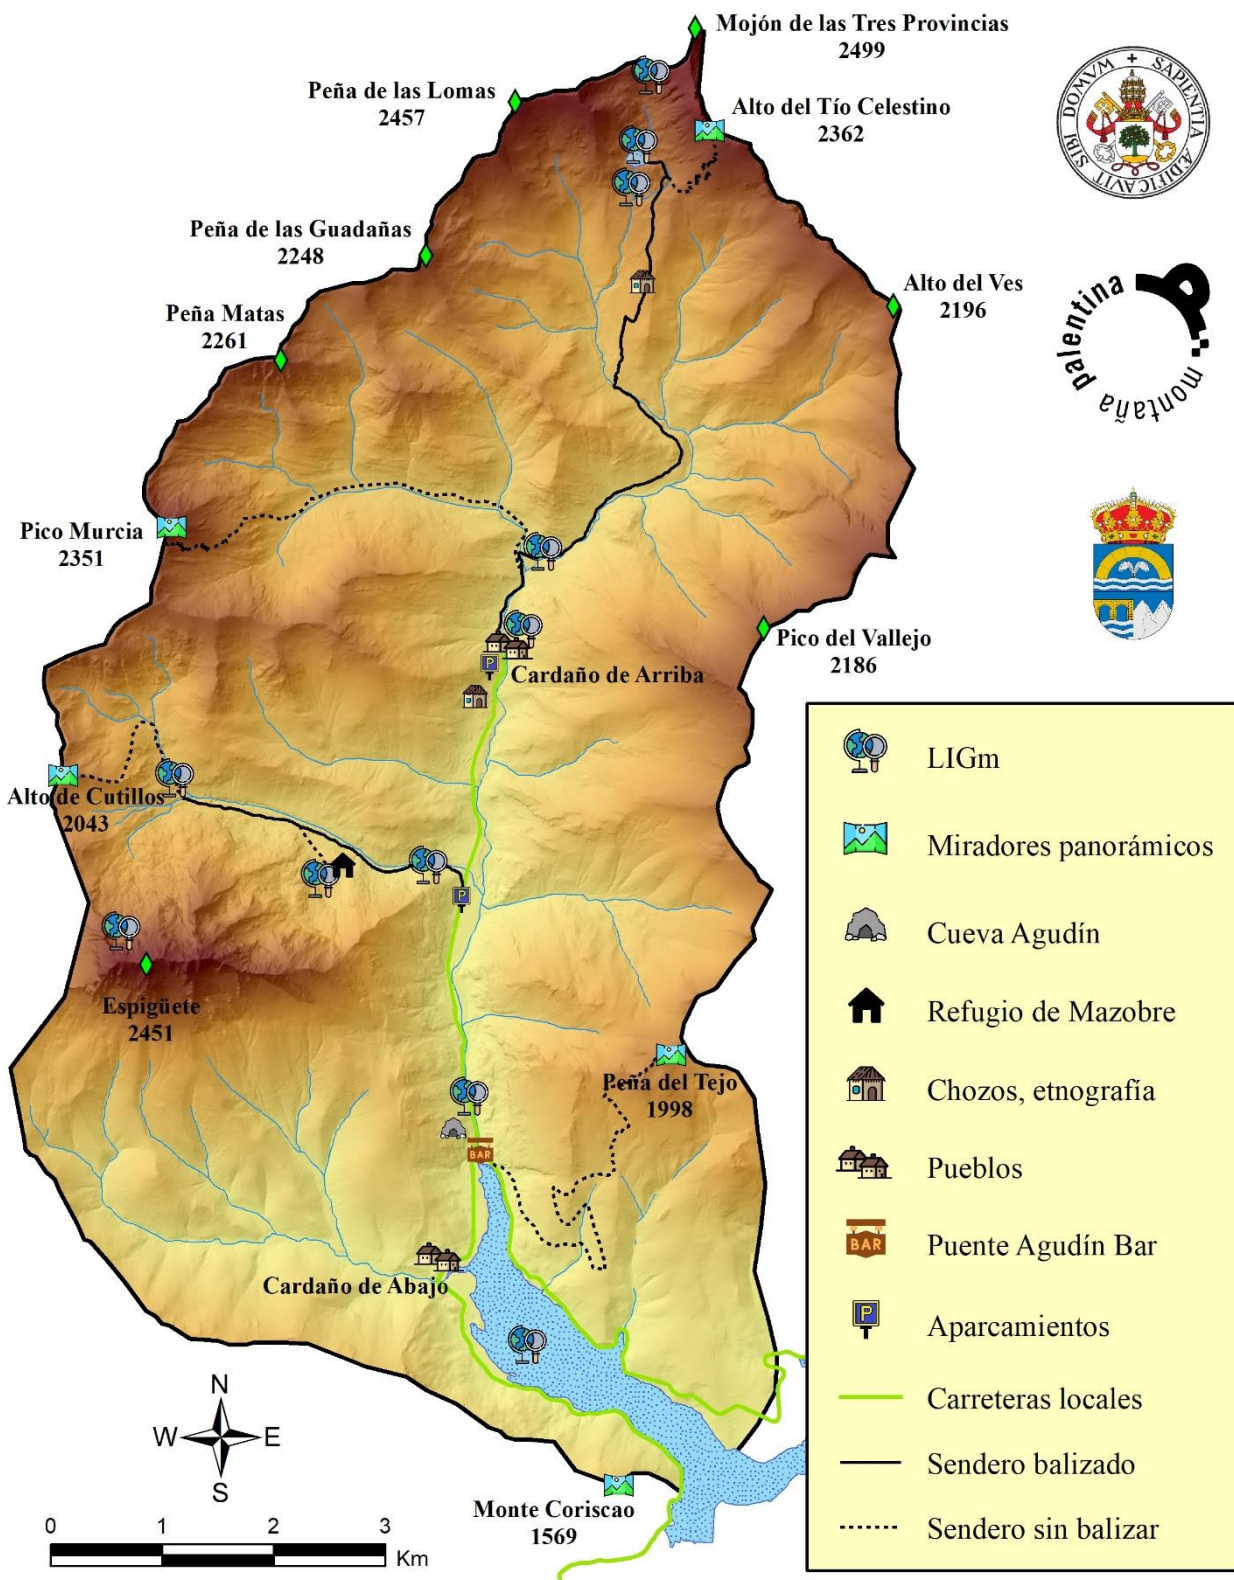 Mojón de las Tres Provincias
2499
Peña de las Lomas
2457
Alto del Tío Celestino
2362
SIGILLVM
Peña de las Guadañas
2248
Alto del Ves
2196
Peña Matas
2261
montaña palentina
Pico Murcia
2351
Pico del Vallejo
2186
P
Cardaño de Arriba
Alto de Cutillos
2043
P
Espigüete
2451
Peña del Tejo
1998
BAR
Cardaño de Abajo
Monte Coriscao
1569
N
W E
S
0 1 2 3
Km
LIGm
Miradores panorámicos
Cueva Agudín
Refugio de Mazobre
Chozos, etnografía
Pueblos
BAR
Puente Agudín Bar
P
Aparcamientos
Carreteras locales
Sendero balizado
Sendero sin balizar